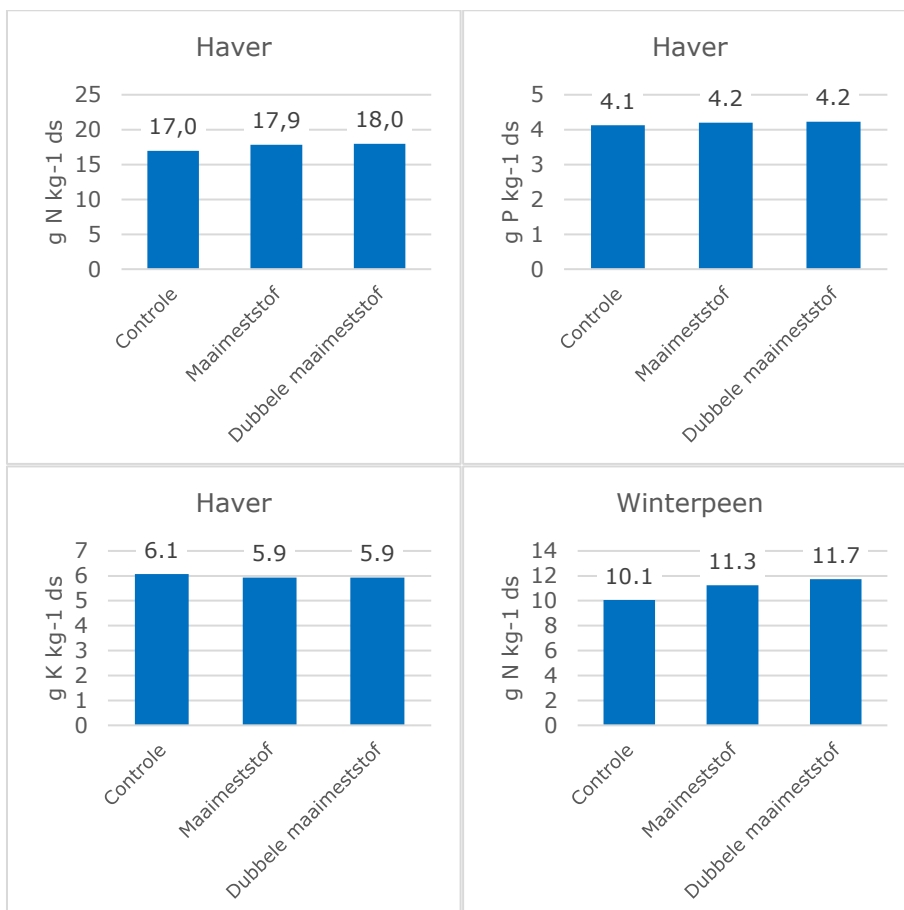 Haver
g N kg-1 ds
25
20
15
10
5
0
17,0
17,9
18,0
Controle
Maaimeststof
Dubbele maaimeststof
Haver
g P kg-1 ds
5
4
3
2
1
0
4.1
4.2
4.2
Controle
Maaimeststof
Dubbele maaimeststof
Haver
g K kg-1 ds
7
6
5
4
3
2
1
0
6.1
5.9
5.9
Controle
Maaimeststof
Dubbele maaimeststof
Winterpeen
g N kg-1 ds
14
12
10
8
6
4
2
0
10.1
11.3
11.7
Controle
Maaimeststof
Dubbele maaimeststof